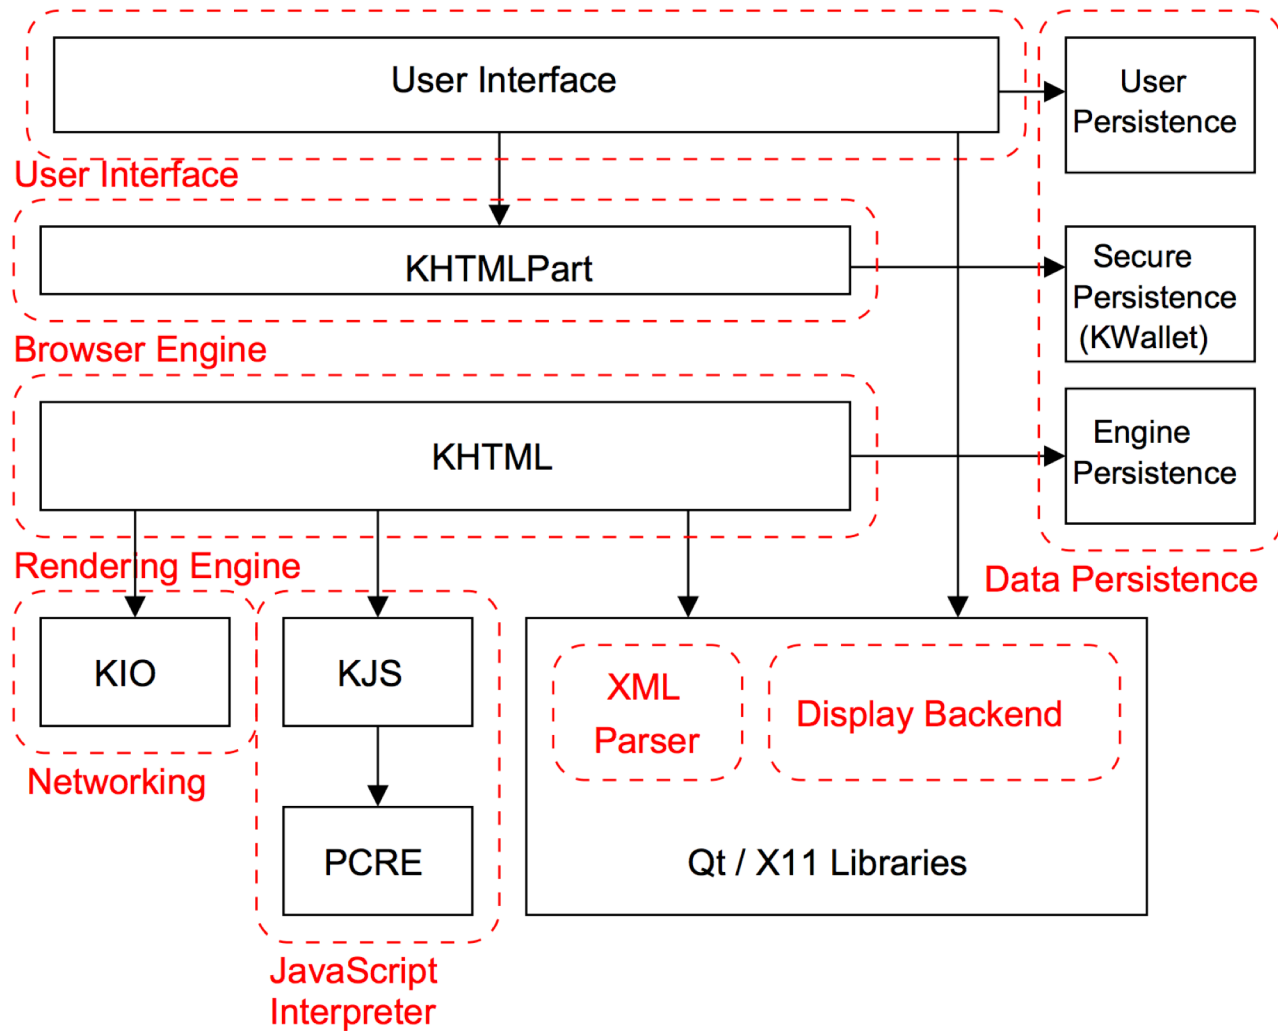 User Interface
User
Persistence
User Interface
KHTMLPart
Secure
Persistence
(KWallet)
Browser Engine
KHTML
Engine
Persistence
Rendering Engine
Data Persistence
KIO
KJS
XML
Parser
Display Backend
Networking
PCRE
Qt / X11 Libraries
JavaScript
Interpreter